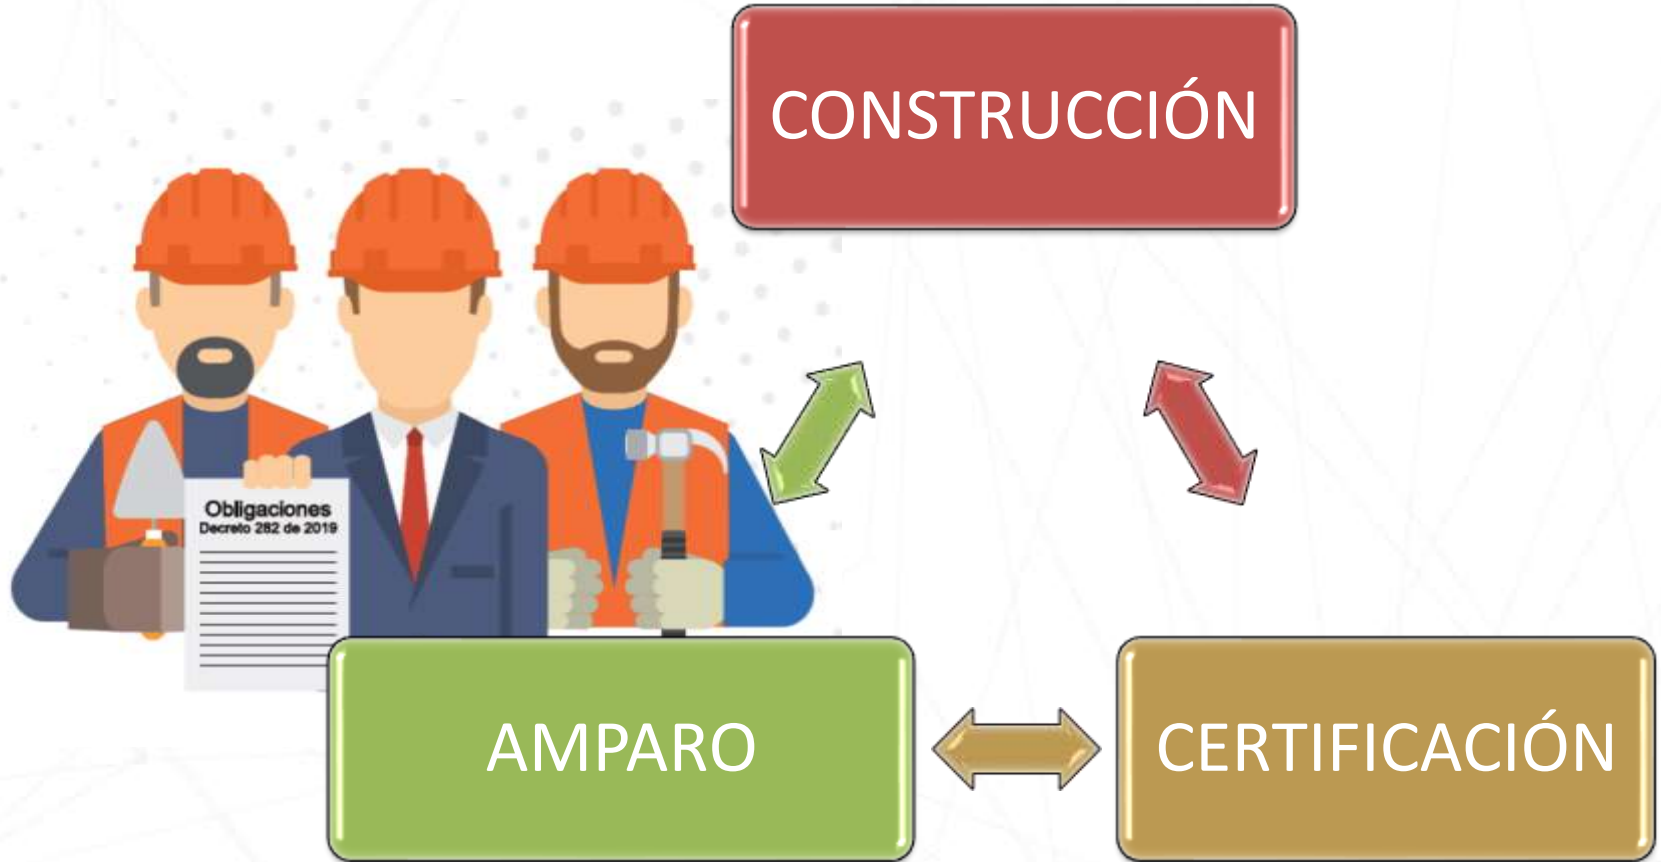 CONSTRUCCIÓN
Obligaciones
Decreto 282 de 2019
AMPARO
CERTIFICACIÓN